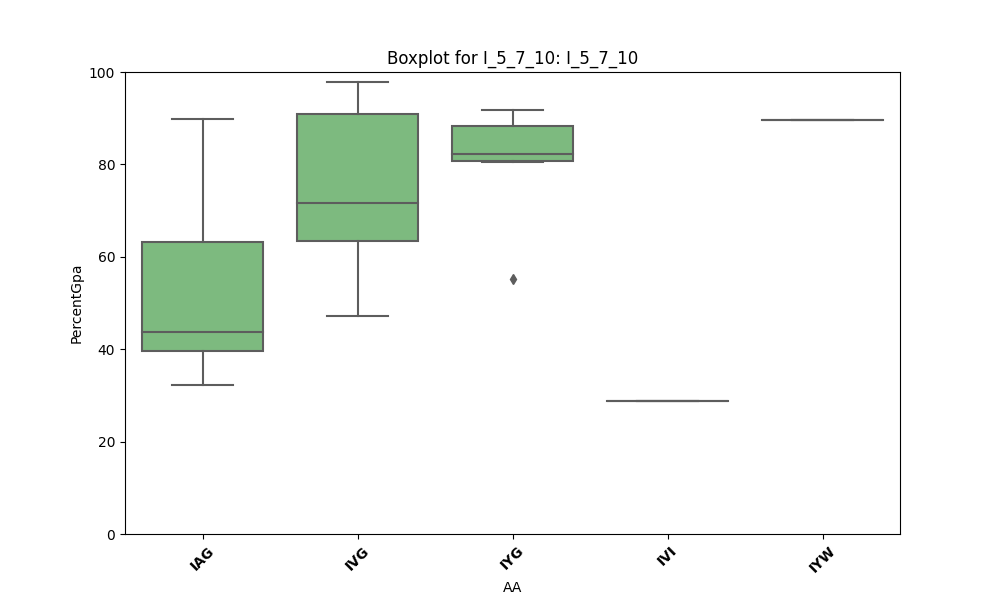 Boxplot for I_5_7_10: I_5_7_10
100
80
60
40
20
0
PercentGpa
IAG
IVG
IYG
IVI
IYW
AA